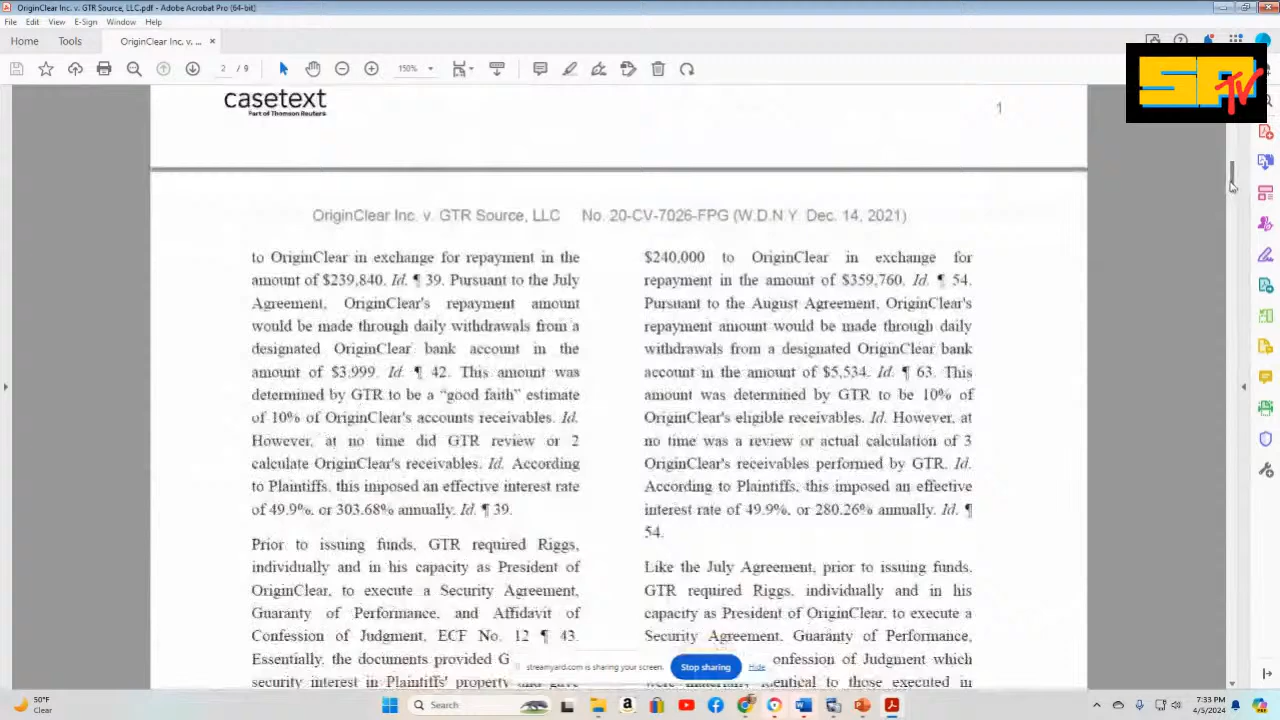 OriginClear Inc. v. GTR Source, LLC.pdf - Adobe Acrobat Pro (64-bit)
File Edit View E-Sign Window Help
Home Tools OriginClear Inc. v. ... ×
2 / 9 150%
SP TV
casetext
Part of Thomson Reuters
1
OriginClear Inc. v. GTR Source, LLC No. 20-CV-7026-FPG (W.D.N.Y. Dec. 14, 2021)
to OriginClear in exchange for repayment in the
amount of $239,840. Id. ¶ 39. Pursuant to the July
Agreement, OriginClear's repayment amount
would be made through daily withdrawals from a
designated OriginClear bank account in the
amount of $3,999. Id. ¶ 42. This amount was
determined by GTR to be a “good faith” estimate
of 10% of OriginClear's accounts receivables. Id.
However, at no time did GTR review or 2
calculate OriginClear's receivables. Id. According
to Plaintiffs, this imposed an effective interest rate
of 49.9%, or 303.68% annually. Id. ¶ 39.
Prior to issuing funds, GTR required Riggs,
individually and in his capacity as President of
OriginClear, to execute a Security Agreement,
Guaranty of Performance, and Affidavit of
Confession of Judgment, ECF No. 12 ¶ 43.
Essentially, the documents provided G
security interest in Plaintiffs' property and gave
$240,000 to OriginClear in exchange for
repayment in the amount of $359,760. Id. ¶ 54.
Pursuant to the August Agreement, OriginClear's
repayment amount would be made through daily
withdrawals from a designated OriginClear bank
account in the amount of $5,534. Id. ¶ 63. This
amount was determined by GTR to be 10% of
OriginClear's eligible receivables. Id. However, at
no time was a review or actual calculation of 3
OriginClear's receivables performed by GTR. Id.
According to Plaintiffs, this imposed an effective
interest rate of 49.9%, or 280.26% annually. Id. ¶
54.
Like the July Agreement, prior to issuing funds,
GTR required Riggs, individually and in his
capacity as President of OriginClear, to execute a
Security Agreement, Guaranty of Performance,
onfession of Judgment which
were materially identical to those executed in
streamyard.com is sharing your screen. Stop sharing Hide
50°F
Clear
Search
7:33 PM
4/3/2024